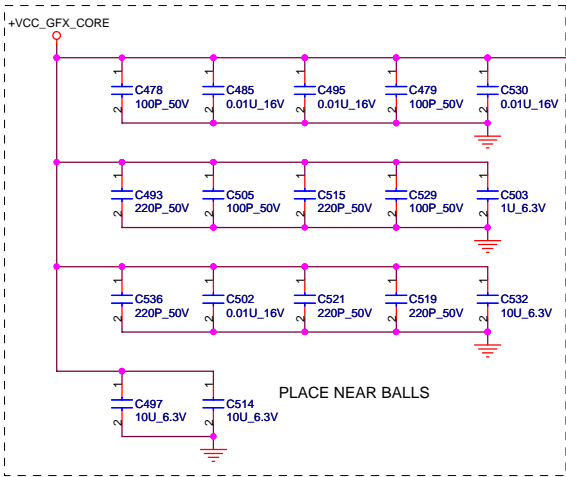 +VCC_GFX_CORE
1 1 1 1 1
C478 C485 C495 C479 C530
100P_50V 0.01U_16V 0.01U_16V 100P_50V 0.01U_16V
2 2 2 2 2
1 1 1 1 1
C493 C505 C515 C529 C503
220P_50V 100P_50V 220P_50V 100P_50V 1U_6.3V
2 2 2 2 2
1 1 1 1 1
C536 C502 C521 C519 C532
220P_50V 0.01U_16V 220P_50V 220P_50V 10U_6.3V
2 2 2 2 2
1 1
PLACE NEAR BALLS
C497 C514
10U_6.3V 10U_6.3V
2 2